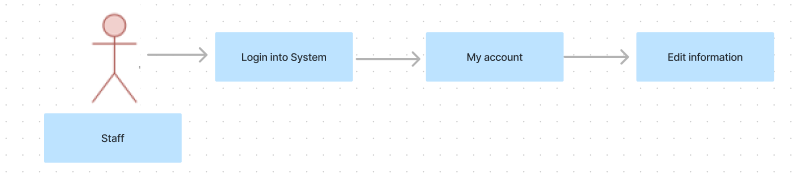 Login into System
My account
Edit information
Staff